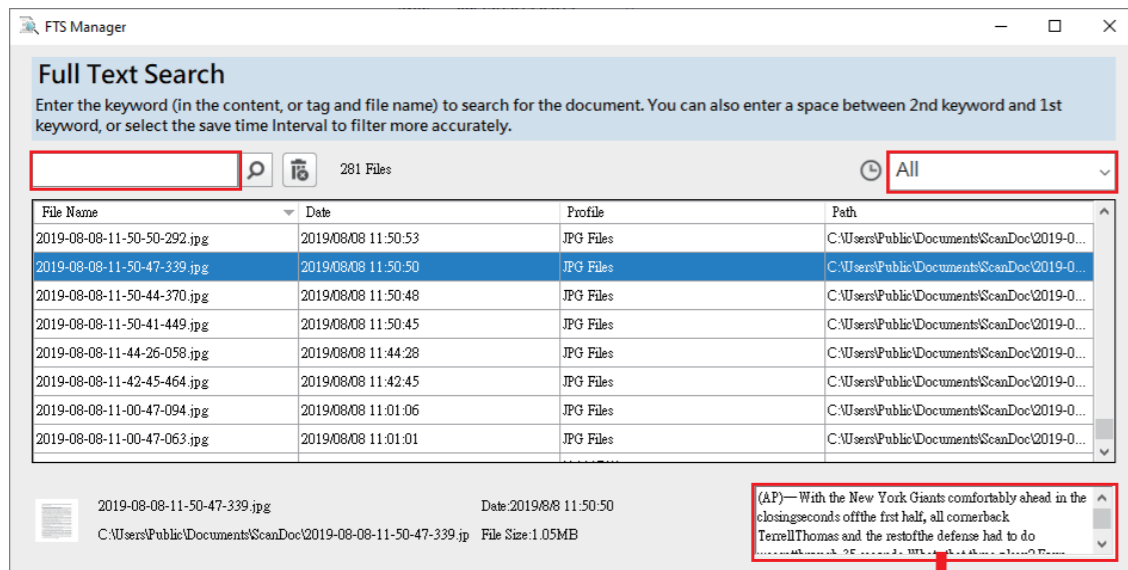 FTS Manager
Full Text Search
Enter the keyword (in the content, or tag and file name) to search for the document. You can also enter a space between 2nd keyword and 1st
keyword, or select the save time Interval to filter more accurately.
281 Files All
File Name Date Profile Path
2019-08-08-11-50-50-292.jpg 2019/08/08 11:50:53 JPG Files C:\Users\Public\Documents\ScanDoc\2019-0...
2019-08-08-11-50-47-339.jpg 2019/08/08 11:50:50 JPG Files C:\Users\Public\Documents\ScanDoc\2019-0...
2019-08-08-11-50-44-370.jpg 2019/08/08 11:50:48 JPG Files C:\Users\Public\Documents\ScanDoc\2019-0...
2019-08-08-11-50-41-449.jpg 2019/08/08 11:50:45 JPG Files C:\Users\Public\Documents\ScanDoc\2019-0...
2019-08-08-11-44-26-058.jpg 2019/08/08 11:44:28 JPG Files C:\Users\Public\Documents\ScanDoc\2019-0...
2019-08-08-11-42-45-464.jpg 2019/08/08 11:42:45 JPG Files C:\Users\Public\Documents\ScanDoc\2019-0...
2019-08-08-11-00-47-094.jpg 2019/08/08 11:01:06 JPG Files C:\Users\Public\Documents\ScanDoc\2019-0...
2019-08-08-11-00-47-063.jpg 2019/08/08 11:01:01 JPG Files C:\Users\Public\Documents\ScanDoc\2019-0...
2019-08-08-11-50-47-339.jpg Date:2019/8/8 11:50:50
C:\Users\Public\Documents\ScanDoc\2019-08-08-11-50-47-339.jp File Size:1.05MB
(AP)—With the New York Giants comfortably ahead in the
closingseconds offthe frst half, all cornerback
TerrellThomas and the restofthe defense had to do